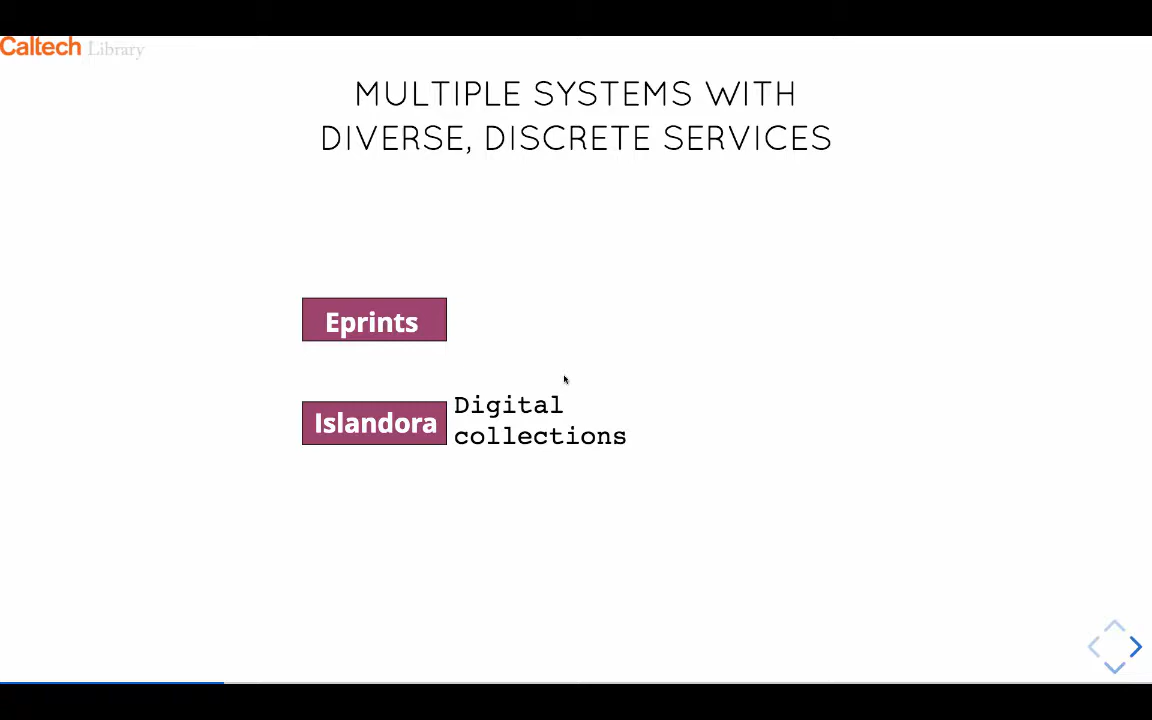 Caltech Library
MULTIPLE SYSTEMS WITH
DIVERSE, DISCRETE SERVICES
Eprints
Islandora
Digital
collections